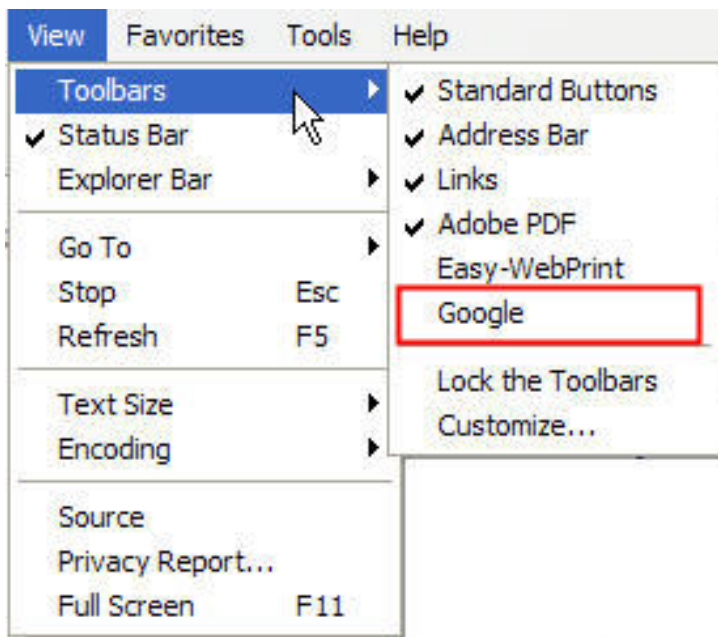 View Favorites Tools Help
Toolbars
Status Bar
Explorer Bar
Go To
Stop Esc
Refresh F5
Text Size
Encoding
Source
Privacy Report...
Full Screen F11
Standard Buttons
Address Bar
Links
Adobe PDF
Easy-WebPrint
Google
Lock the Toolbars
Customize...